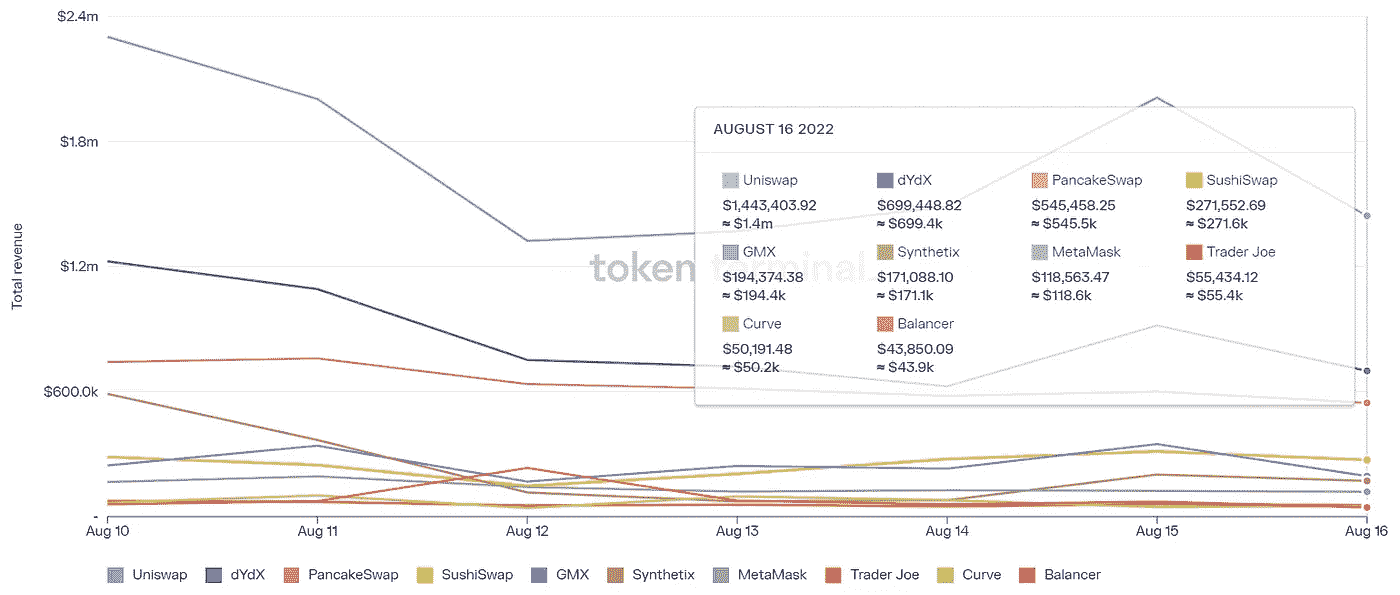 $2.4m
$1.8m
$1.2m
$600.0k
-
Total revenue
token terminal
AUGUST 16 2022
Uniswap dYdX PancakeSwap SushiSwap
$1,443,403.92 $699,448.82 $545,458.25 $271,552.69
≈ $1.4m ≈ $699.4k ≈ $545.5k ≈ $271.6k
GMX Synthetix MetaMask Trader Joe
$194,374.38 $171,088.10 $118,563.47 $55,434.12
≈ $194.4k ≈ $171.1k ≈ $118.6k ≈ $55.4k
Curve Balancer
$50,191.48 $43,850.09
≈ $50.2k ≈ $43.9k
Aug 10 Aug 11 Aug 12 Aug 13 Aug 14 Aug 15 Aug 16
Uniswap dYdX PancakeSwap SushiSwap GMX Synthetix MetaMask Trader Joe Curve Balancer